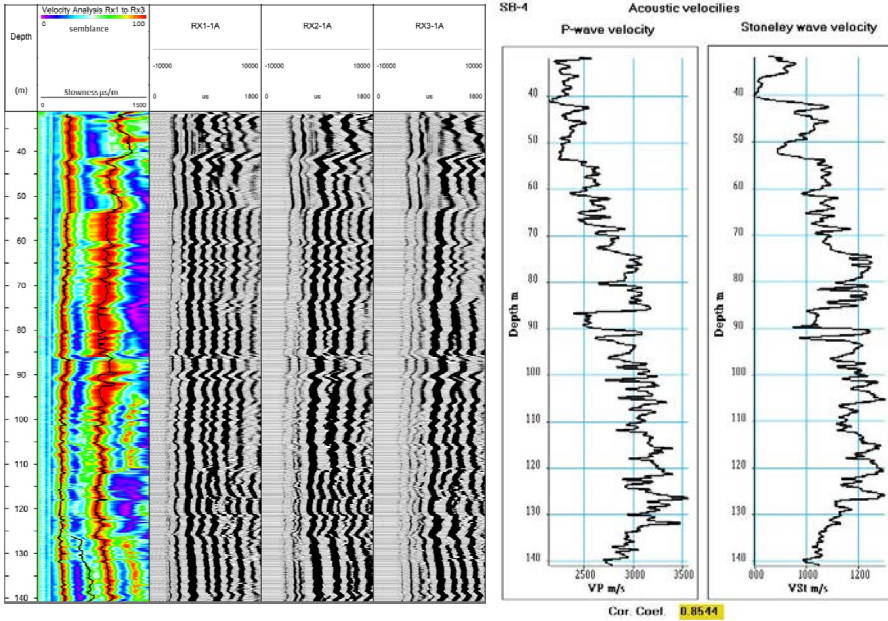 Velocity Analysis Rx1 to Rx3
0 100
semblance
Slowness µs/m
0 1500
Depth
(m)
RX1-1A
-10000 10000
0 us 1800
RX2-1A
-10000 10000
0 us 1800
RX3-1A
-10000 10000
0 us 1800
40
50
60
70
80
90
100
110
120
130
140
SB-4
Acoustic velocilies
P-wave velocity
Stoneley wave velocity
Depth m
40
50
60
70
80
90
100
110
120
130
140
2500 3000 3500
VP m/s
Depth m
40
50
60
70
80
90
100
110
120
130
140
800 1000 1200
VSt m/s
Cor. Coef. 0.8544